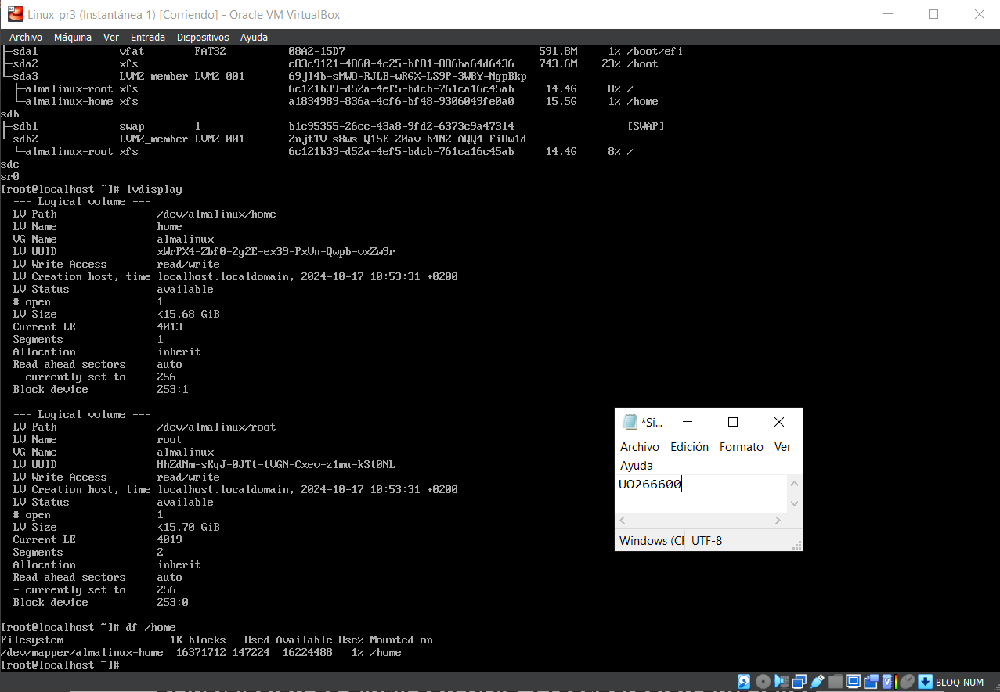 Linux_pr3 (Instantánea 1) [Corriendo] - Oracle VM VirtualBox
Archivo Máquina Ver Entrada Dispositivos Ayuda
├─sda1 vfat FAT32 08A2-15D7 591.8M 1% /boot/efi
├─sda2 xfs c83c9121-4860-4c25-bf81-886ba64d6436 743.6M 23% /boot
└─sda3 LVM2_member LVM2 001 69jl4b-sMWO-RJLB-wRGX-LS9P-3WBY-NgpBkp
├─almalinux-root xfs 6c121b39-d52a-4ef5-bdcb-761ca16c45ab 14.4G 8% /
└─almalinux-home xfs a1834989-836a-4cf6-bf48-9306049fe0a0 15.5G 1% /home
sdb
├─sdb1 swap 1 b1c95355-26cc-43a8-9fd2-6373c9a47314 [SWAP]
└─sdb2 LVM2_member LVM2 001 2njtTV-s8ws-Q15E-20av-b4N2-AQQ4-FiOw1d
└─almalinux-root xfs 6c121b39-d52a-4ef5-bdcb-761ca16c45ab 14.4G 8% /
sdc
sr0
[root@localhost ~]# lvdisplay
--- Logical volume ---
LV Path /dev/almalinux/home
LV Name home
VG Name almalinux
LV UUID xWrPX4-Zbf0-2g2E-ex39-PxVn-Qwpb-vxZw9r
LV Write Access read/write
LV Creation host, time localhost.localdomain, 2024-10-17 10:53:31 +0200
LV Status available
# open 1
LV Size <15.68 GiB
Current LE 4013
Segments 1
Allocation inherit
Read ahead sectors auto
- currently set to 256
Block device 253:1
--- Logical volume ---
LV Path /dev/almalinux/root
LV Name root
VG Name almalinux
LV UUID HhZdNm-sKqJ-0JTt-tVGN-Cxev-z1mu-kSt0NL
LV Write Access read/write
LV Creation host, time localhost.localdomain, 2024-10-17 10:53:31 +0200
LV Status available
# open 1
LV Size <15.70 GiB
Current LE 4019
Segments 2
Allocation inherit
Read ahead sectors auto
- currently set to 256
Block device 253:0
[root@localhost ~]# df /home
Filesystem 1K-blocks Used Available Use% Mounted on
/dev/mapper/almalinux-home 16371712 147224 16224488 1% /home
[root@localhost ~]#
*Si...
Archivo Edición Formato Ver
Ayuda
UO266600
Windows (CF UTF-8
BLOQ NUM